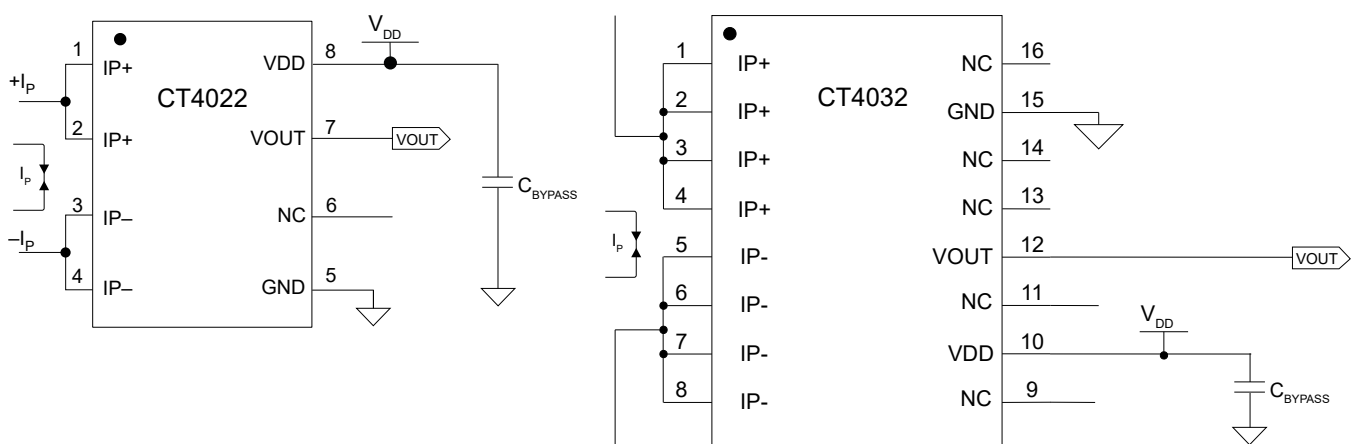 CT4022
V_DD
1 IP+ VDD 8
+I_P
2 IP+ VOUT 7 VOUT
I_P
C_BYPASS
3 IP– NC 6
–I_P
4 IP– GND 5
CT4032
1 IP+ NC 16
2 IP+ GND 15
3 IP+ NC 14
4 IP+ NC 13
I_P
5 IP- VOUT 12 VOUT
6 IP- NC 11
V_DD
7 IP- VDD 10
8 IP- NC 9
C_BYPASS